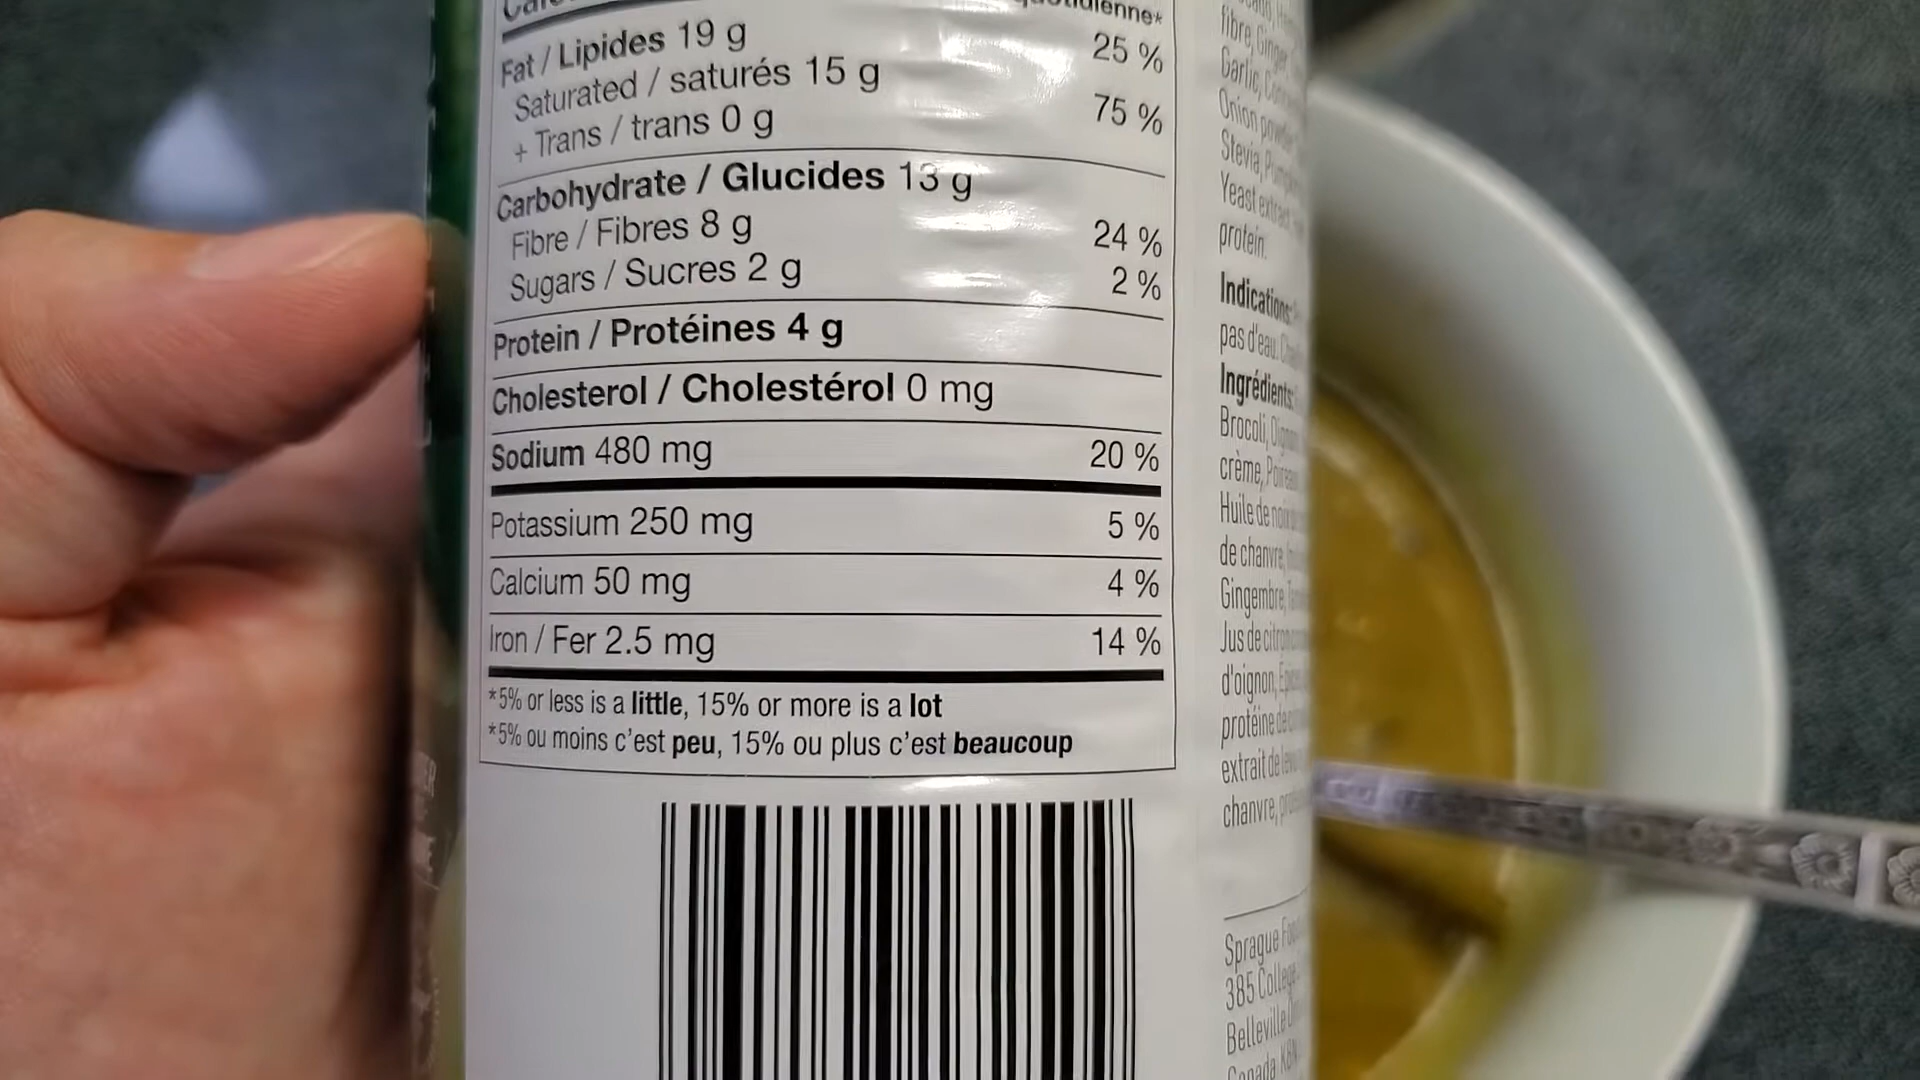 Fat / Lipides 19 g 25 %
Saturated / saturés 15 g
+ Trans / trans 0 g 75 %
Carbohydrate / Glucides 13 g
Fibre / Fibres 8 g 24 %
Sugars / Sucres 2 g 2 %
Protein / Protéines 4 g
Cholesterol / Cholestérol 0 mg
Sodium 480 mg 20 %
Potassium 250 mg 5 %
Calcium 50 mg 4 %
Iron / Fer 2.5 mg 14 %
*5% or less is a little, 15% or more is a lot
*5% ou moins c'est peu, 15% ou plus c'est beaucoup
fibre, Ginger
Garlic,
Onion
Stevia,
Yeast extract
protein.
Indications:
pas d'eau.
Ingrédients:
Brocoli,
crème,
Huile de
de chanvre,
Gingembre,
Jus de
d'oignon,
protéine de
extrait de
chanvre,
Sprague
385 College
Belleville
Canada